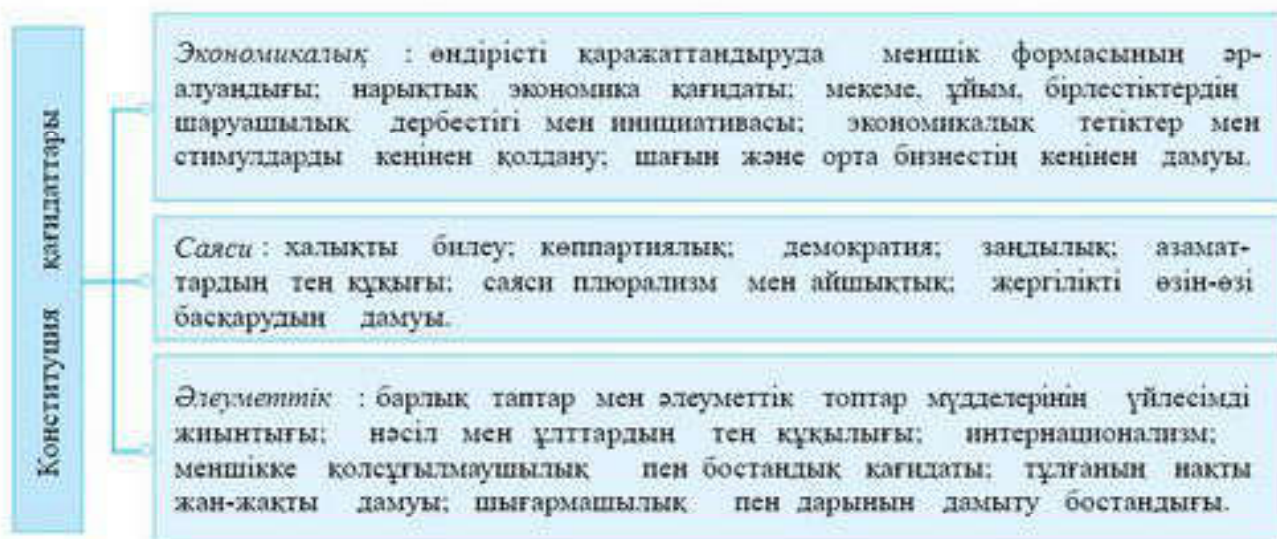 Конституция қағидаттары
Экономикалық : өндірісті қаражаттандыруда меншік формасының әр-
алуандығы; нарықтық экономика қағидаты; мекеме, ұйым, бірлестіктердің
шаруашылық дербестігі мен инициативасы; экономикалық тетіктер мен
стимулдарды кеңінен қолдану; шағын және орта бизнестің кеңінен дамуы.
Саяси : халықты билеу; көппартиялық; демократия; заңдылық; азамат-
тардың тең құқығы; саяси плюрализм мен айшықтық; жергілікті өзін-өзі
басқарудың дамуы.
Әлеуметтік : барлық таптар мен әлеуметтік топтар мүдделерінің үйлесімді
жиынтығы; нәсіл мен ұлттардың тең құқылығы; интернационализм;
меншікке қолсұғылмаушылық пен бостандық қағидаты; тұлғаның нақты
жан-жақты дамуы; шығармашылық пен дарынын дамыту бостандығы.